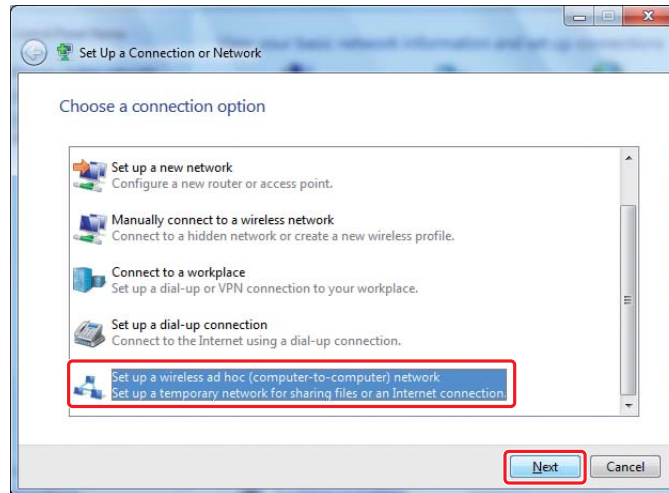 Set Up a Connection or Network
Choose a connection option
Set up a new network
Configure a new router or access point.
Manually connect to a wireless network
Connect to a hidden network or create a new wireless profile.
Connect to a workplace
Set up a dial-up or VPN connection to your workplace.
Set up a dial-up connection
Connect to the Internet using a dial-up connection.
Set up a wireless ad hoc (computer-to-computer) network
Set up a temporary network for sharing files or an Internet connection.
Next
Cancel